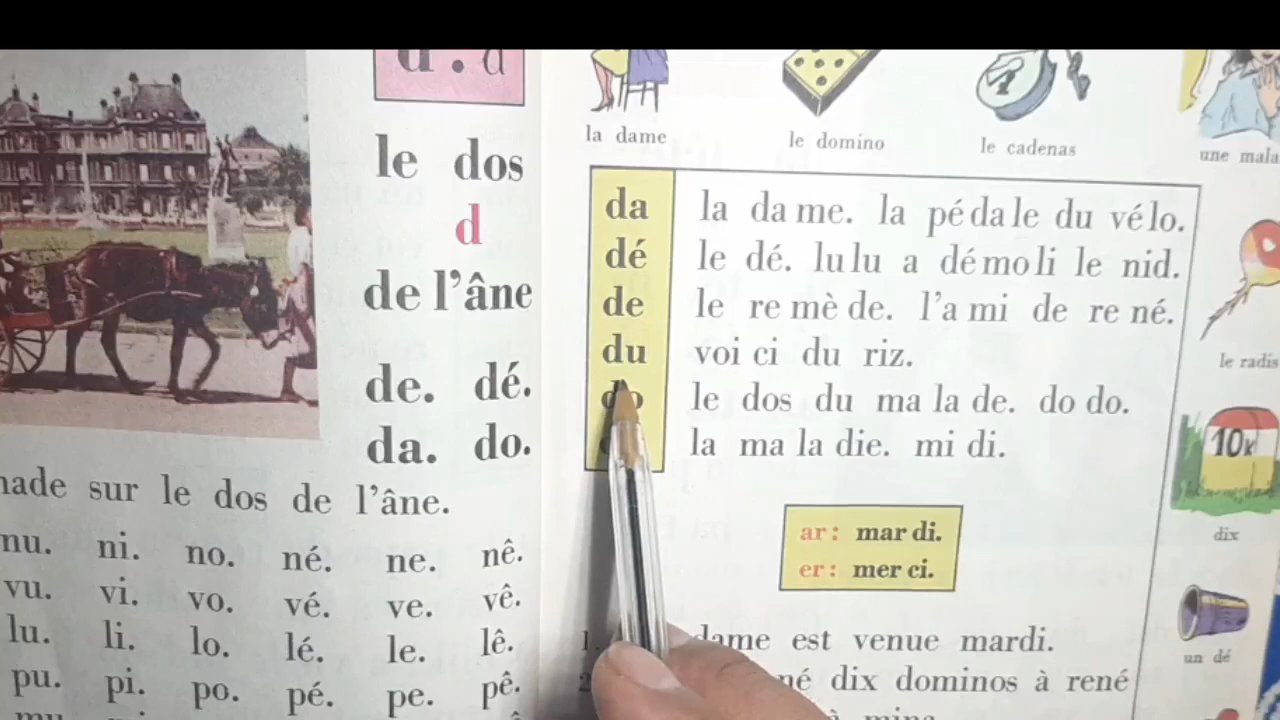 d . d
le dos
d
de l'âne
de. dé.
da. do.
sur le dos de l'âne.
nu. ni. no. né. ne. nê.
vu. vi. vo. vé. ve. vê.
lu. li. lo. lé. le. lê.
pu. pi. po. pé. pe. pê.
la dame
le domino
le cadenas
une
da la da me. la pé da le du vé lo.
dé le dé. lu lu a dé mo li le nid.
de le re mè de. l'a mi de re né.
du voi ci du riz.
do le dos du ma la de. do do.
la ma la die. mi di.
ar : mar di.
er : mer ci.
dame est venue mardi.
dix dominos à rené
à mina
le radis
10k
dix
un dé